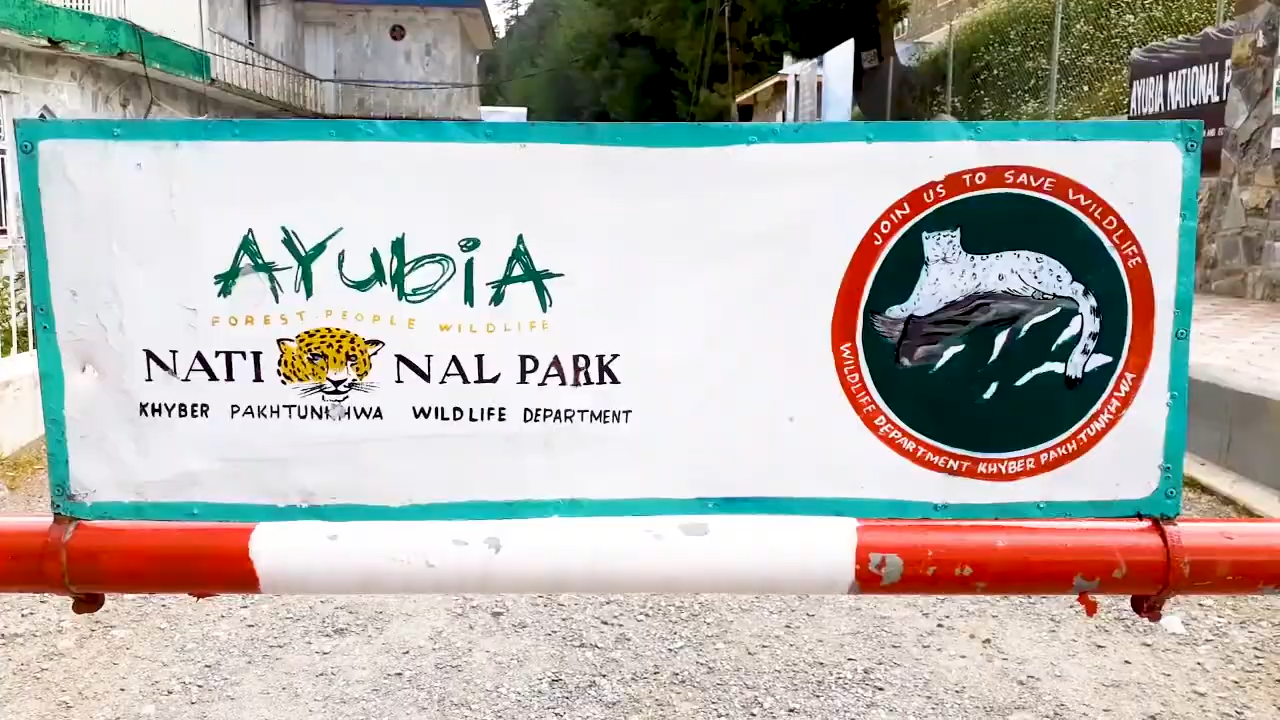 AYUBIA
FOREST PEOPLE WILDLIFE
NATI NAL PARK
KHYBER PAKHTUNKHWA WILDLIFE DEPARTMENT
JOIN US TO SAVE WILDLIFE
WILDLIFE DEPARTMENT KHYBER PAKHTUNKHWA
AYUBIA NATIONAL P